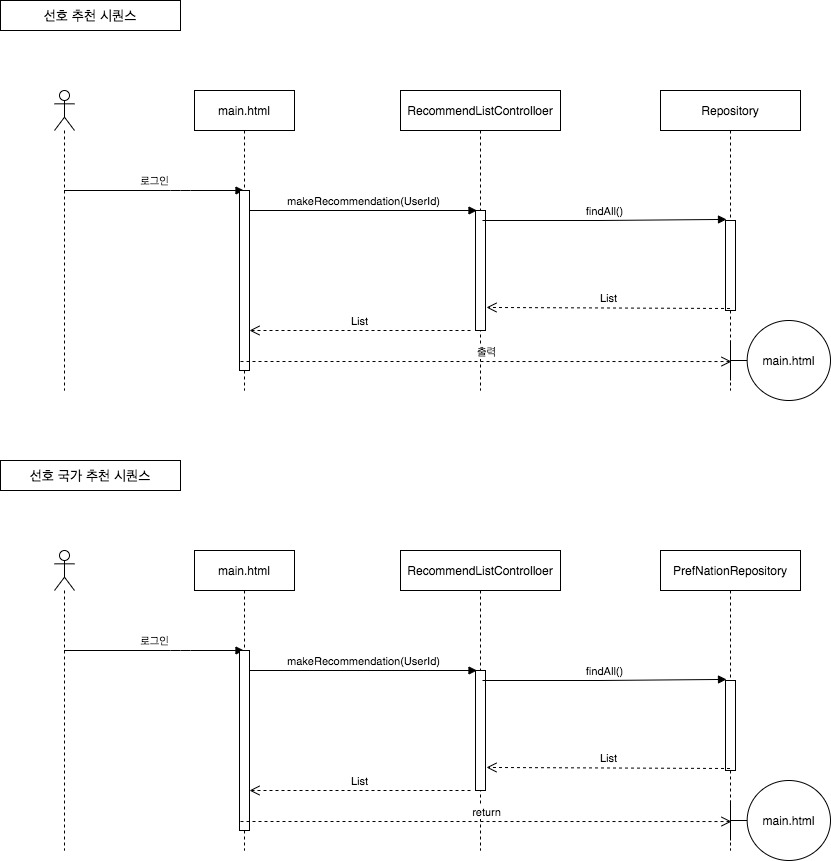 선호 추천 시퀀스
main.html
RecommendListControlloer
Repository
로그인
makeRecommendation(UserId)
findAll()
List
List
출력
main.html
선호 국가 추천 시퀀스
main.html
RecommendListControlloer
PrefNationRepository
로그인
makeRecommendation(UserId)
findAll()
List
List
return
main.html